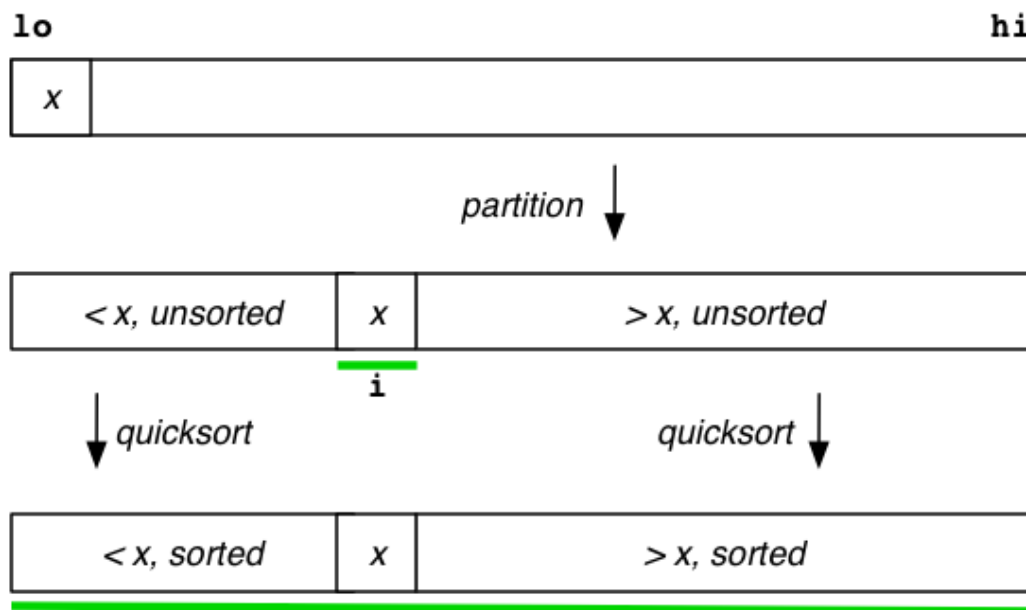 lo hi
x
partition
< x, unsorted x > x, unsorted
i
quicksort quicksort
< x, sorted x > x, sorted